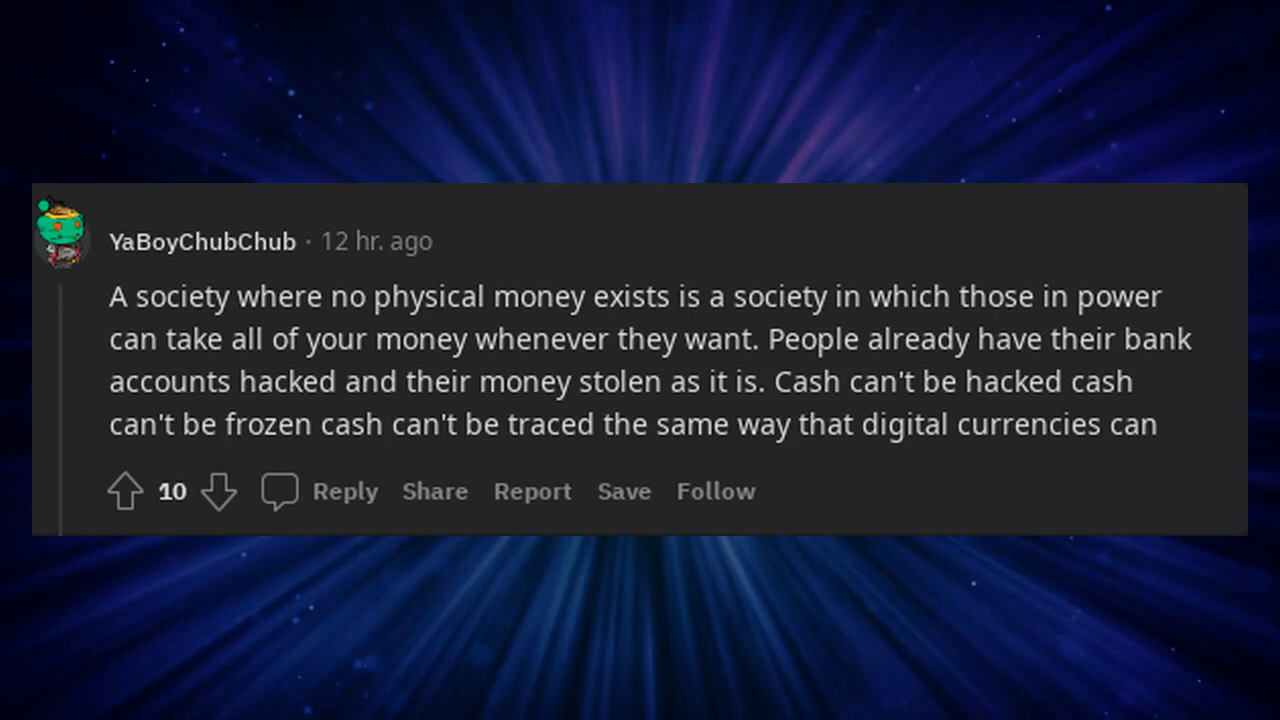 YaBoyChubChub · 12 hr. ago
A society where no physical money exists is a society in which those in power
can take all of your money whenever they want. People already have their bank
accounts hacked and their money stolen as it is. Cash can't be hacked cash
can't be frozen cash can't be traced the same way that digital currencies can
10 Reply Share Report Save Follow